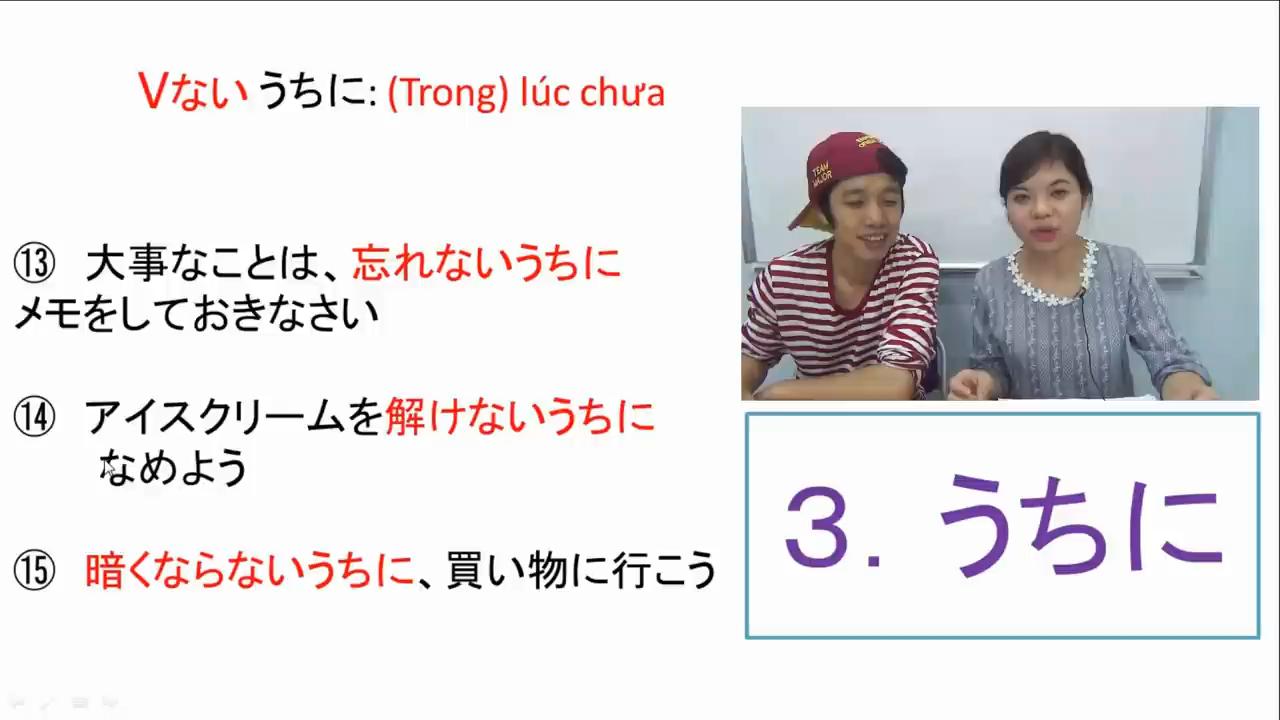 Vない うちに: (Trong) lúc chưa
⑬ 大事なことは、忘れないうちに
メモをしておきなさい
⑭ アイスクリームを解けないうちに
なめよう
⑮ 暗くならないうちに、買い物に行こう
TEAM
MAJOR
３．うちに